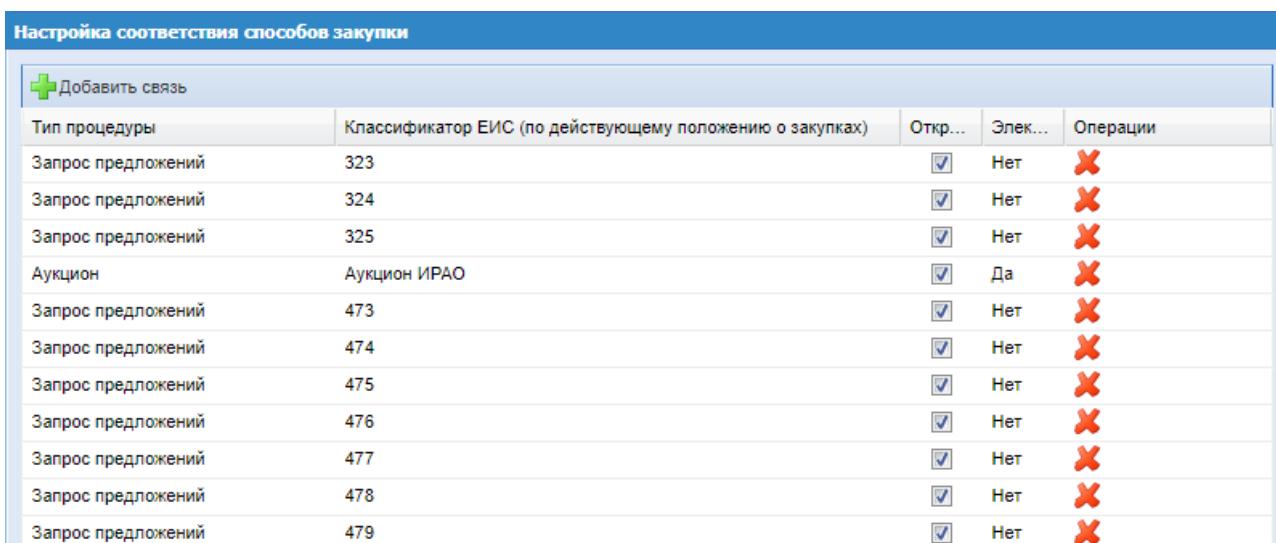 Настройка соответствия способов закупки
Добавить связь
Тип процедуры Классификатор ЕИС (по действующему положению о закупках) Откр... Элек... Операции
Запрос предложений 323 Нет
Запрос предложений 324 Нет
Запрос предложений 325 Нет
Аукцион Аукцион ИРАО Да
Запрос предложений 473 Нет
Запрос предложений 474 Нет
Запрос предложений 475 Нет
Запрос предложений 476 Нет
Запрос предложений 477 Нет
Запрос предложений 478 Нет
Запрос предложений 479 Нет